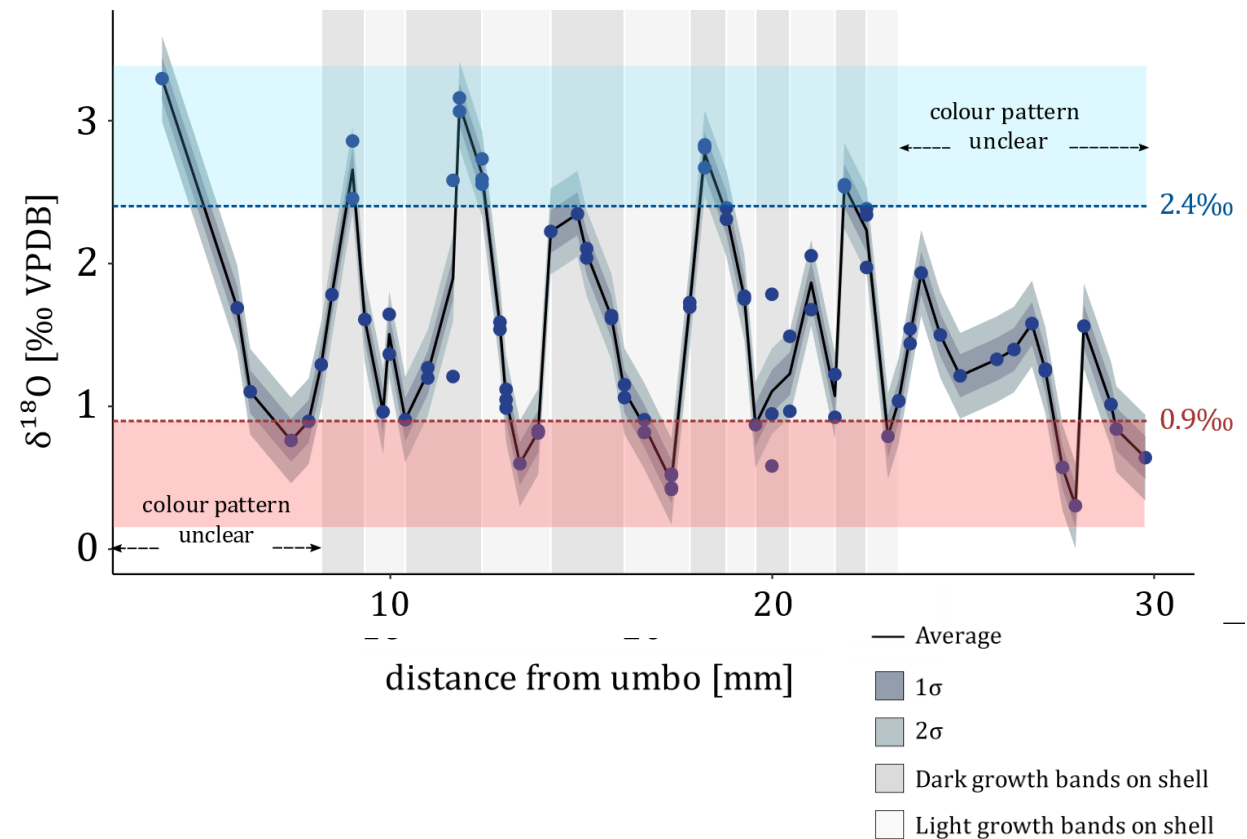 3
2
1
0
δ¹⁸O [‰ VPDB]
colour pattern
unclear
2.4‰
0.9‰
colour pattern
unclear
10
20
30
distance from umbo [mm]
Average
1σ
2σ
Dark growth bands on shell
Light growth bands on shell